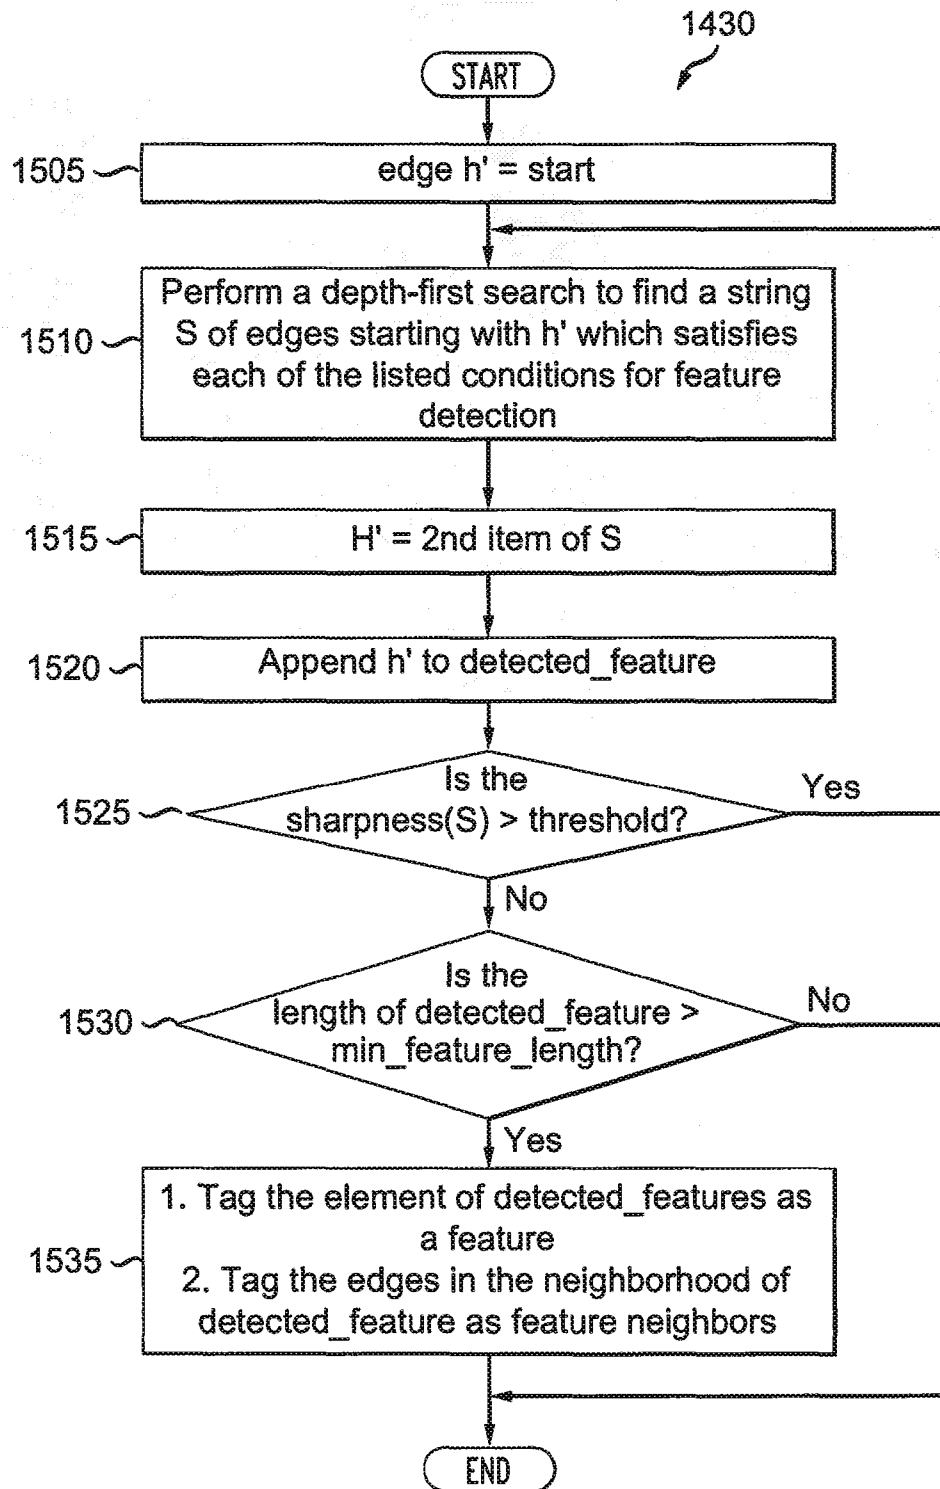 1430
START
1505
edge h' = start
Perform a depth-first search to find a string
1510
S of edges starting with h' which satisfies
each of the listed conditions for feature
detection
1515
H' = 2nd item of S
1520
Append h' to detected_feature
Is the
Yes
1525
sharpness(S) > threshold?
No
Is the
No
1530
length of detected_feature >
min_feature_length?
Yes
1. Tag the element of detected_features as
a feature
1535
2. Tag the edges in the neighborhood of
detected_feature as feature neighbors
END